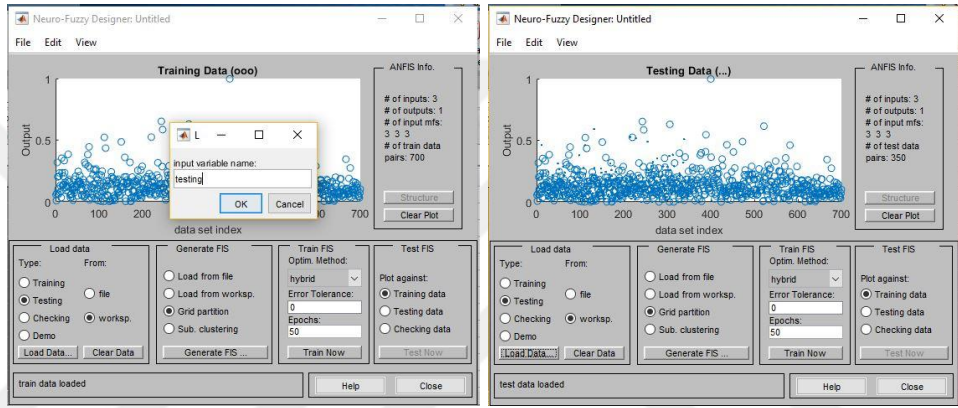 Neuro-Fuzzy Designer: Untitled
File Edit View
Training Data (ooo)
1
0.5
0
Output
0 100 200 0 700
data set index
L
input variable name:
testing
OK Cancel
ANFIS Info.
# of inputs: 3
# of outputs: 1
# of input mfs:
3 3 3
# of train data
pairs: 700
Structure
Clear Plot
Load data
Type: From:
Training
Testing
Checking
Demo
file
worksp.
Load Data... Clear Data
Generate FIS
Load from file
Load from worksp.
Grid partition
Sub. clustering
Generate FIS ...
Train FIS
Optim. Method:
hybrid
Error Tolerance:
0
Epochs:
50
Train Now
Test FIS
Plot against:
Training data
Testing data
Checking data
Test Now
train data loaded
Help Close
Neuro-Fuzzy Designer: Untitled
File Edit View
Testing Data (...)
1
0.5
0
Output
0 100 200 300 400 500 600 700
data set index
ANFIS Info.
# of inputs: 3
# of outputs: 1
# of input mfs:
3 3 3
# of test data
pairs: 350
Structure
Clear Plot
Load data
Type: From:
Training
Testing
Checking
Demo
file
worksp.
Load Data... Clear Data
Generate FIS
Load from file
Load from worksp.
Grid partition
Sub. clustering
Generate FIS ...
Train FIS
Optim. Method:
hybrid
Error Tolerance:
0
Epochs:
50
Train Now
Test FIS
Plot against:
Training data
Testing data
Checking data
Test Now
test data loaded
Help Close